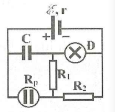 ℰ, r
+ −
C
Đ
R₁
Rₚ
R₂